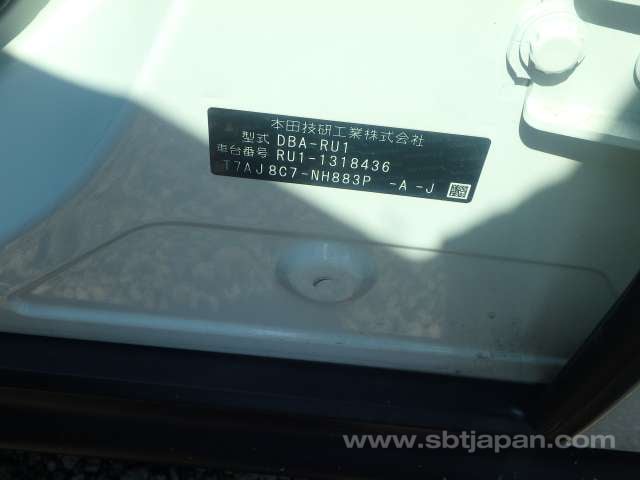 本田技研工業株式会社
型式 DBA-RU1
車台番号 RU1-1318436
T7AJ8C7-NH883P -A-J
www.sbtjapan.com